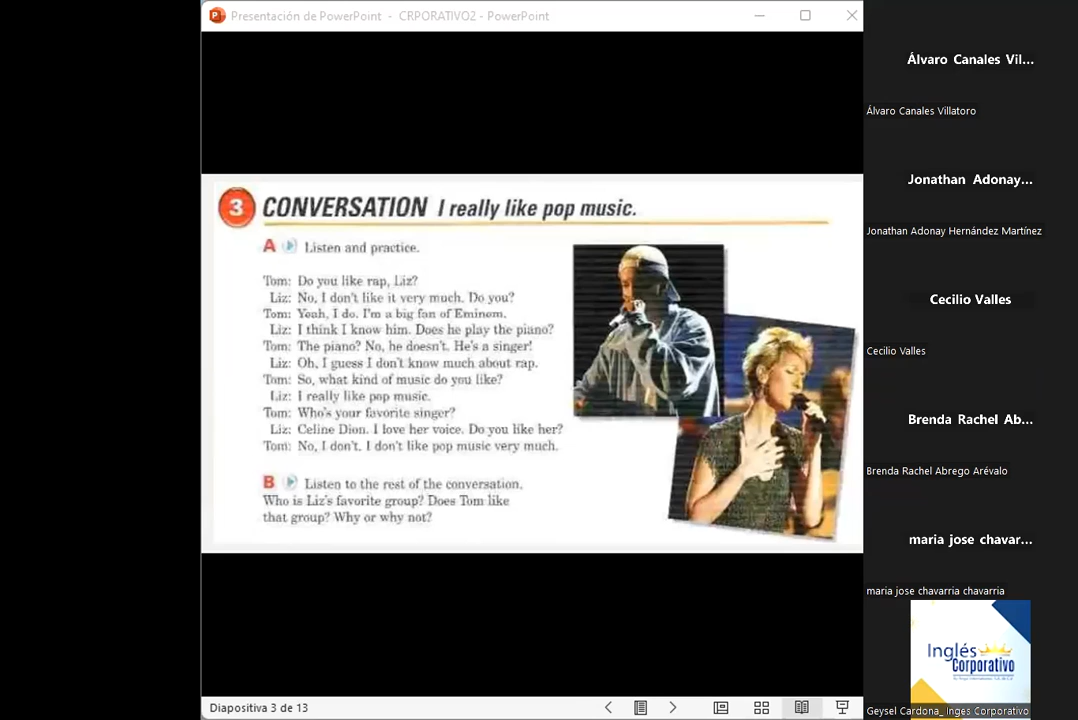 Presentación de PowerPoint - CRPORATIVO2 - PowerPoint
3 CONVERSATION I really like pop music.
A Listen and practice.
Tom: Do you like rap, Liz?
Liz: No, I don't like it very much. Do you?
Tom: Yeah, I do. I'm a big fan of Eminem.
Liz: I think I know him. Does he play the piano?
Tom: The piano? No, he doesn't. He's a singer!
Liz: Oh, I guess I don't know much about rap.
Tom: So, what kind of music do you like?
Liz: I really like pop music.
Tom: Who's your favorite singer?
Liz: Celine Dion. I love her voice. Do you like her?
Tom: No, I don't. I don't like pop music very much.
B Listen to the rest of the conversation.
Who is Liz's favorite group? Does Tom like
that group? Why or why not?
Diapositiva 3 de 13
Álvaro Canales Vil...
Álvaro Canales Villatoro
Jonathan Adonay...
Jonathan Adonay Hernández Martínez
Cecilio Valles
Cecilio Valles
Brenda Rachel Ab...
Brenda Rachel Abrego Arévalo
maria jose chavar...
maria jose chavarria chavarria
Inglés
Corporativo
Geysel Cardona_ Inges Corporativo